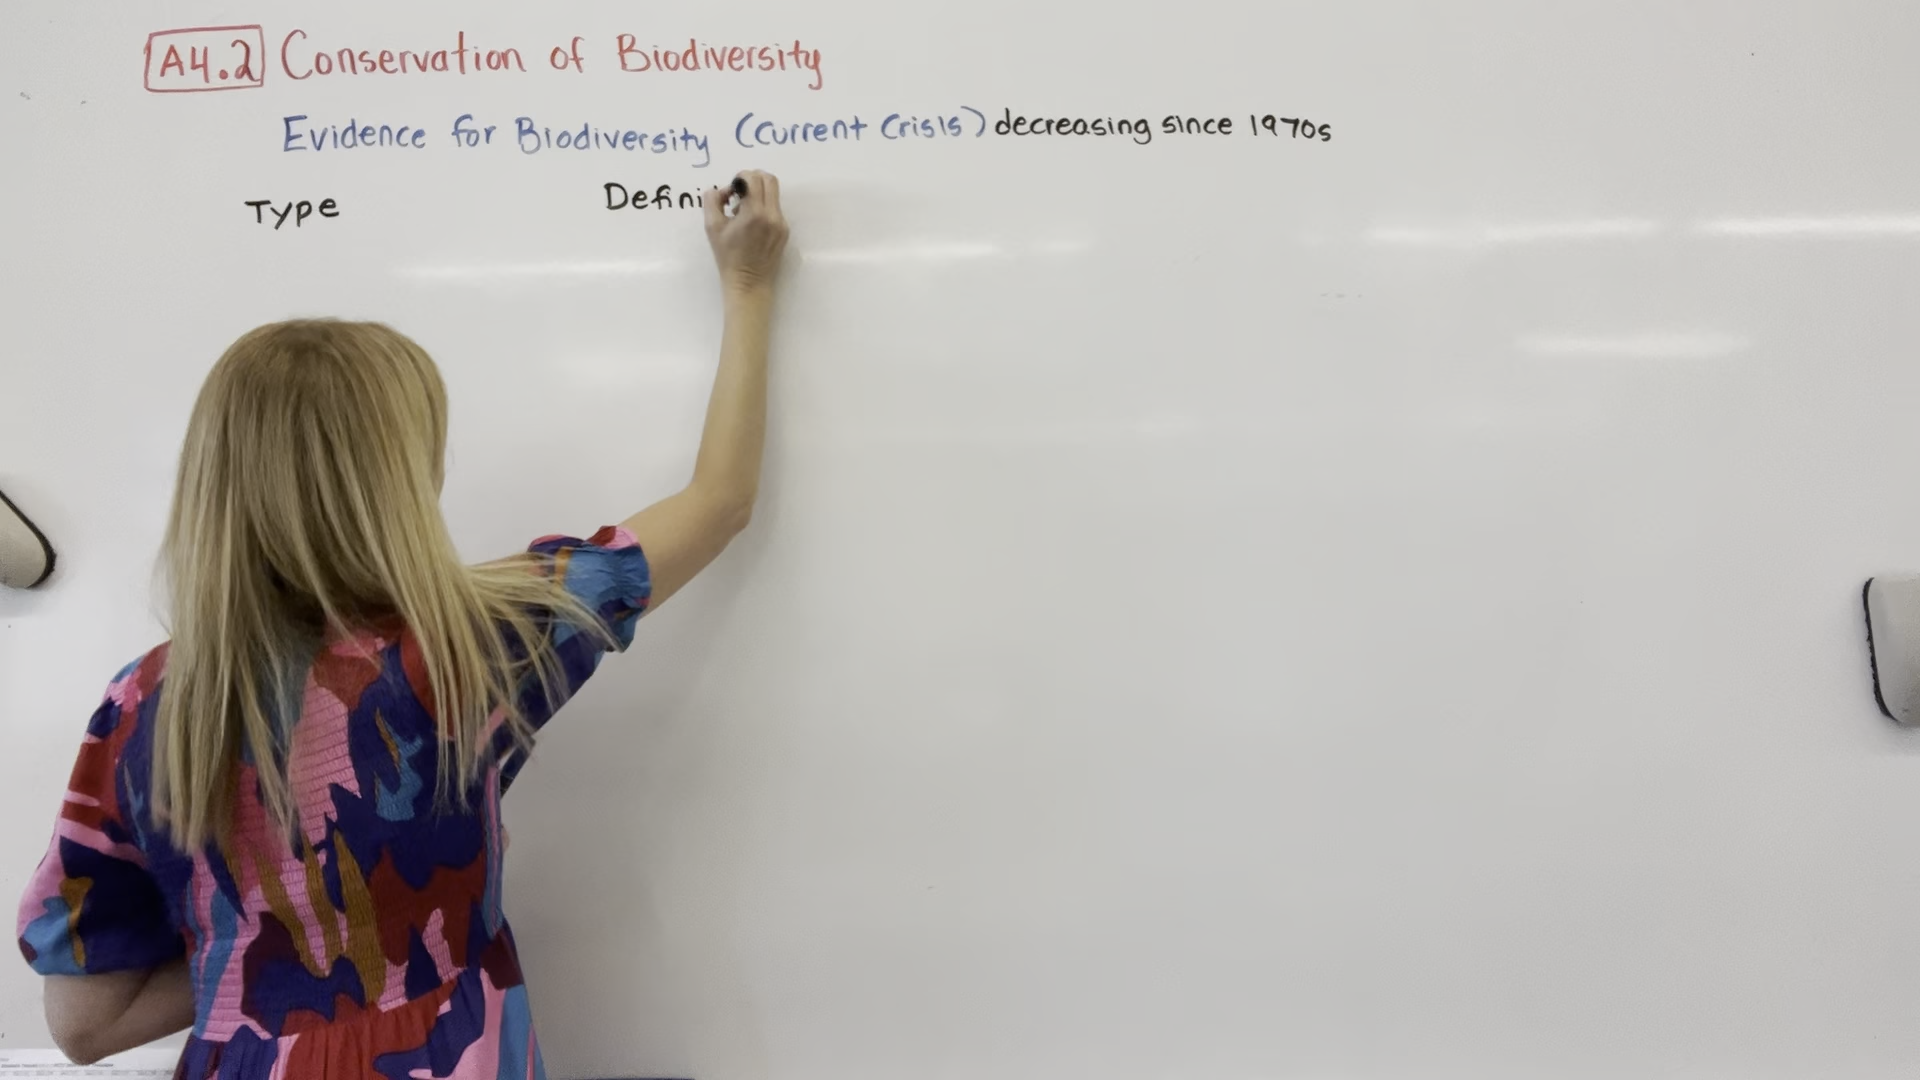 A4.2 Conservation of Biodiversity
Evidence for Biodiversity (current Crisis) decreasing since 1970s
Type Defini